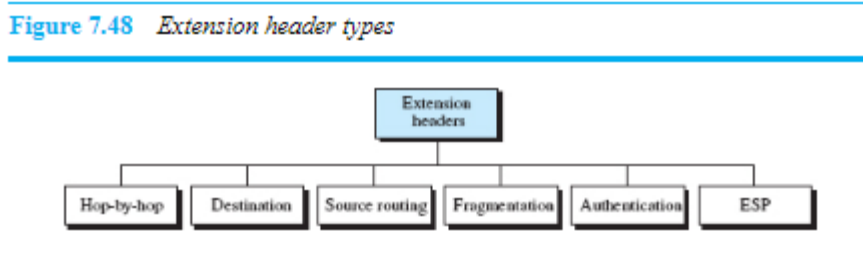 Figure 7.48 Extension header types
Extension
headers
Hop-by-hop
Destination
Source routing
Fragmentation
Authentication
ESP